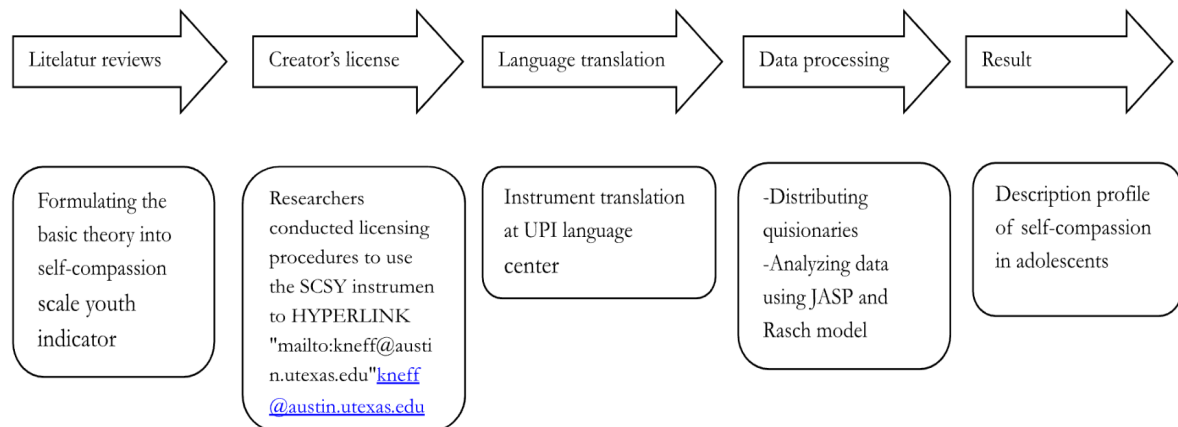 Litelatur reviews
Creator's license
Language translation
Data processing
Result
Formulating the
basic theory into
self-compassion
scale youth
indicator
Researchers
conducted licensing
procedures to use
the SCSY instrumen
to HYPERLINK
"mailto:kneff@austi
n.utexas.edu"kneff
@austin.utexas.edu
Instrument translation
at UPI language
center
-Distributing
quisionaries
-Analyzing data
using JASP and
Rasch model
Description profile
of self-compassion
in adolescents